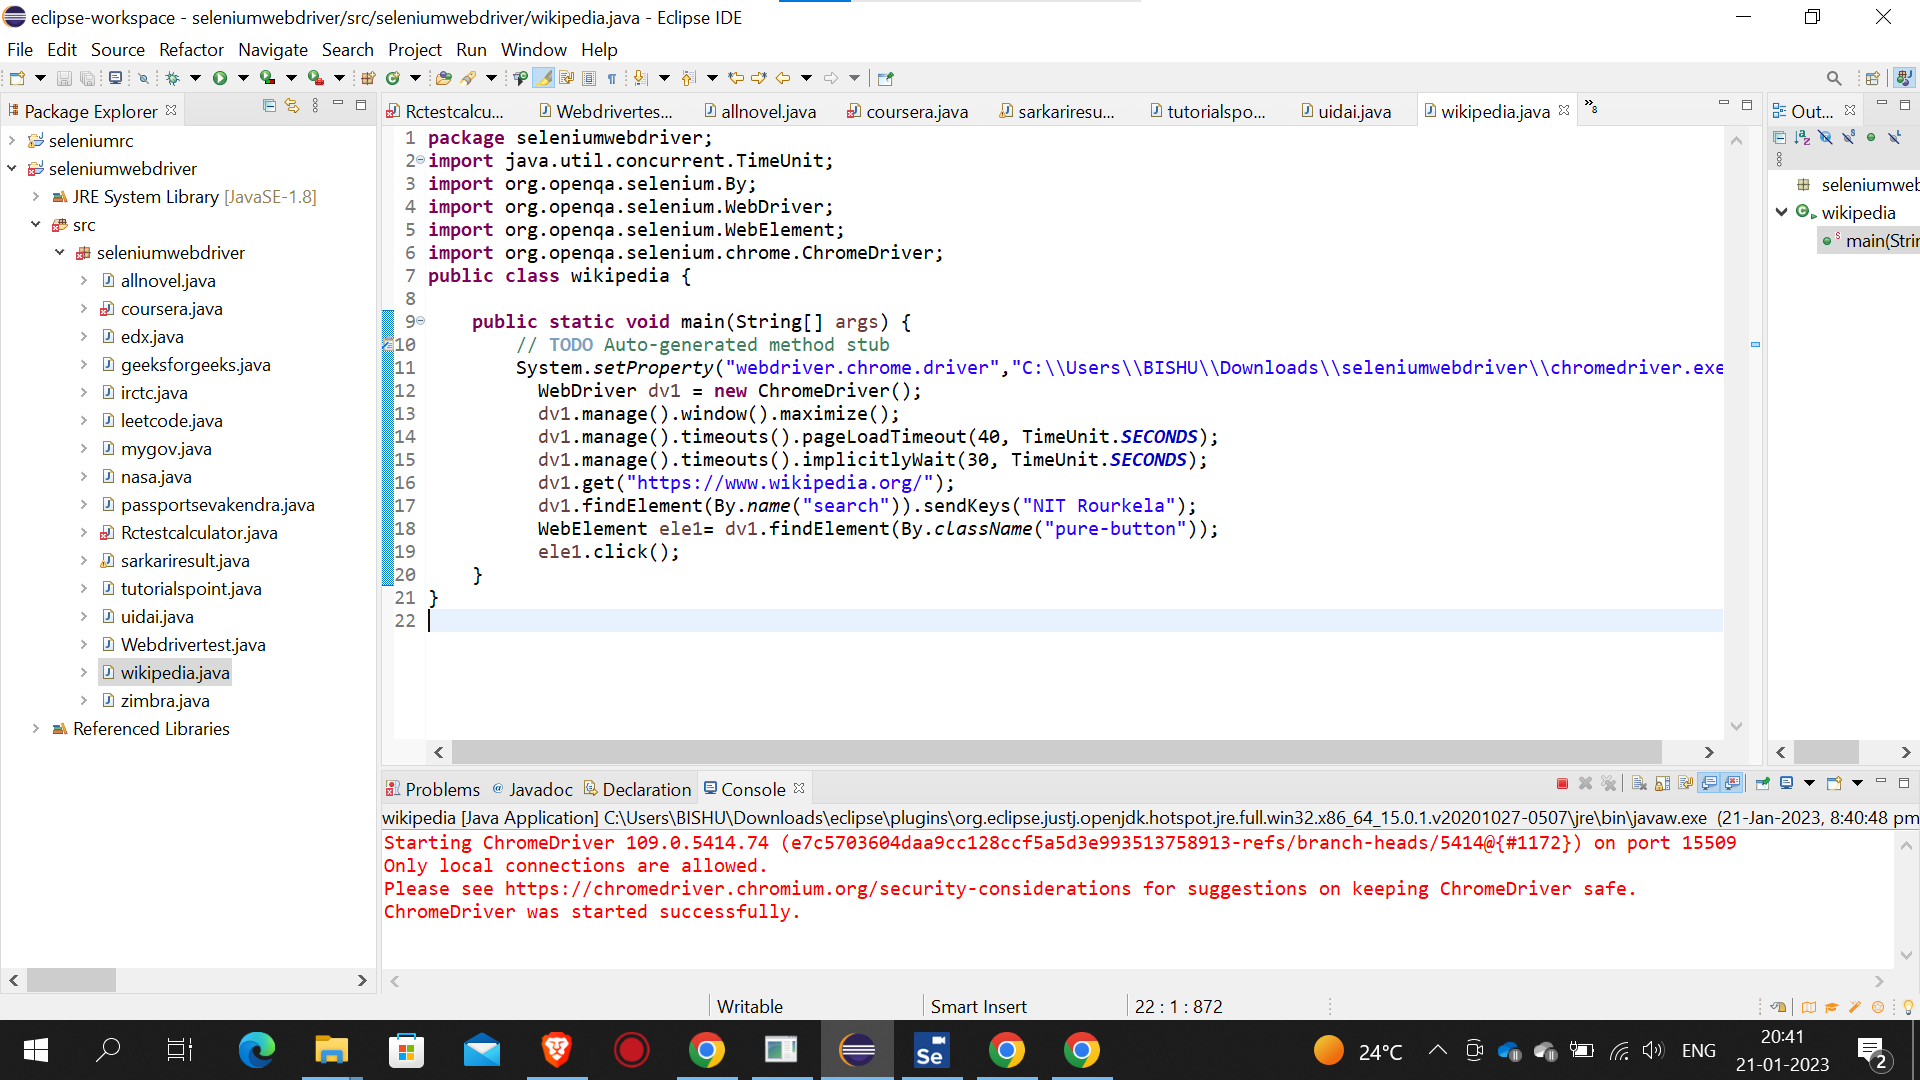 eclipse-workspace - seleniumwebdriver/src/seleniumwebdriver/wikipedia.java - Eclipse IDE
File Edit Source Refactor Navigate Search Project Run Window Help
Package Explorer
seleniumrc
seleniumwebdriver
JRE System Library [JavaSE-1.8]
src
seleniumwebdriver
allnovel.java
coursera.java
edx.java
geeksforgeeks.java
irctc.java
leetcode.java
mygov.java
nasa.java
passportsevakendra.java
Rctestcalculator.java
sarkariresult.java
tutorialspoint.java
uidai.java
Webdrivertest.java
wikipedia.java
zimbra.java
Referenced Libraries
Rctestcalcu... Webdrivertes... allnovel.java coursera.java sarkariresu... tutorialspo... uidai.java wikipedia.java »8
1 package seleniumwebdriver;
2 import java.util.concurrent.TimeUnit;
3 import org.openqa.selenium.By;
4 import org.openqa.selenium.WebDriver;
5 import org.openqa.selenium.WebElement;
6 import org.openqa.selenium.chrome.ChromeDriver;
7 public class wikipedia {
8
9 public static void main(String[] args) {
10 // TODO Auto-generated method stub
11 System.setProperty("webdriver.chrome.driver","C:\\Users\\BISHU\\Downloads\\seleniumwebdriver\\chromedriver.exe
12 WebDriver dv1 = new ChromeDriver();
13 dv1.manage().window().maximize();
14 dv1.manage().timeouts().pageLoadTimeout(40, TimeUnit.SECONDS);
15 dv1.manage().timeouts().implicitlyWait(30, TimeUnit.SECONDS);
16 dv1.get("https://www.wikipedia.org/");
17 dv1.findElement(By.name("search")).sendKeys("NIT Rourkela");
18 WebElement ele1= dv1.findElement(By.className("pure-button"));
19 ele1.click();
20 }
21 }
22
Out...
seleniumweb
wikipedia
main(Strin
Problems @ Javadoc Declaration Console
wikipedia [Java Application] C:\Users\BISHU\Downloads\eclipse\plugins\org.eclipse.justj.openjdk.hotspot.jre.full.win32.x86_64_15.0.1.v20201027-0507\jre\bin\javaw.exe (21-Jan-2023, 8:40:48 pm
Starting ChromeDriver 109.0.5414.74 (e7c5703604daa9cc128ccf5a5d3e993513758913-refs/branch-heads/5414@{#1172}) on port 15509
Only local connections are allowed.
Please see https://chromedriver.chromium.org/security-considerations for suggestions on keeping ChromeDriver safe.
ChromeDriver was started successfully.
Writable Smart Insert 22 : 1 : 872
Se
24°C
ENG
20:41
21-01-2023
2